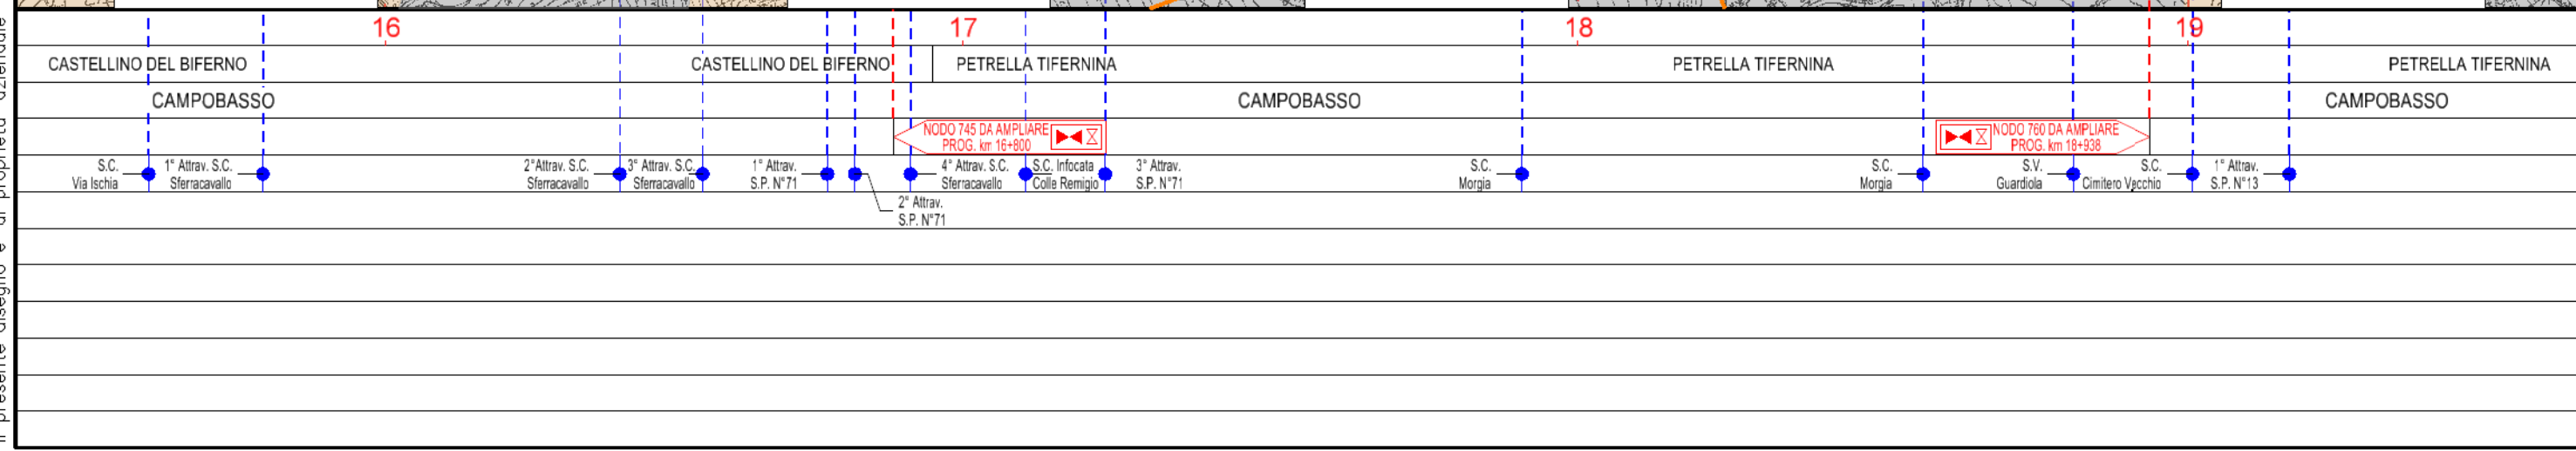 16 17 18 19
CASTELLINO DEL BIFERNO CASTELLINO DEL BIFERNO PETRELLA TIFERNINA PETRELLA TIFERNINA PETRELLA TIFERNINA
CAMPOBASSO CAMPOBASSO CAMPOBASSO
NODO 745 DA AMPLIARE
PROG. km 16+800
NODO 760 DA AMPLIARE
PROG. km 18+938
S.C.
Via Ischia
1° Attrav. S.C.
Sferracavallo
2°Attrav. S.C.
Sferracavallo
3° Attrav. S.C.
Sferracavallo
1° Attrav.
S.P. N°71
2° Attrav.
S.P. N°71
4° Attrav. S.C.
Sferracavallo
S.C. Infocata
Colle Remigio
3° Attrav.
S.P. N°71
S.C.
Morgia
S.C.
Morgia
S.V.
Guardiola
S.C.
Cimitero Vecchio
1° Attrav.
S.P. N°13